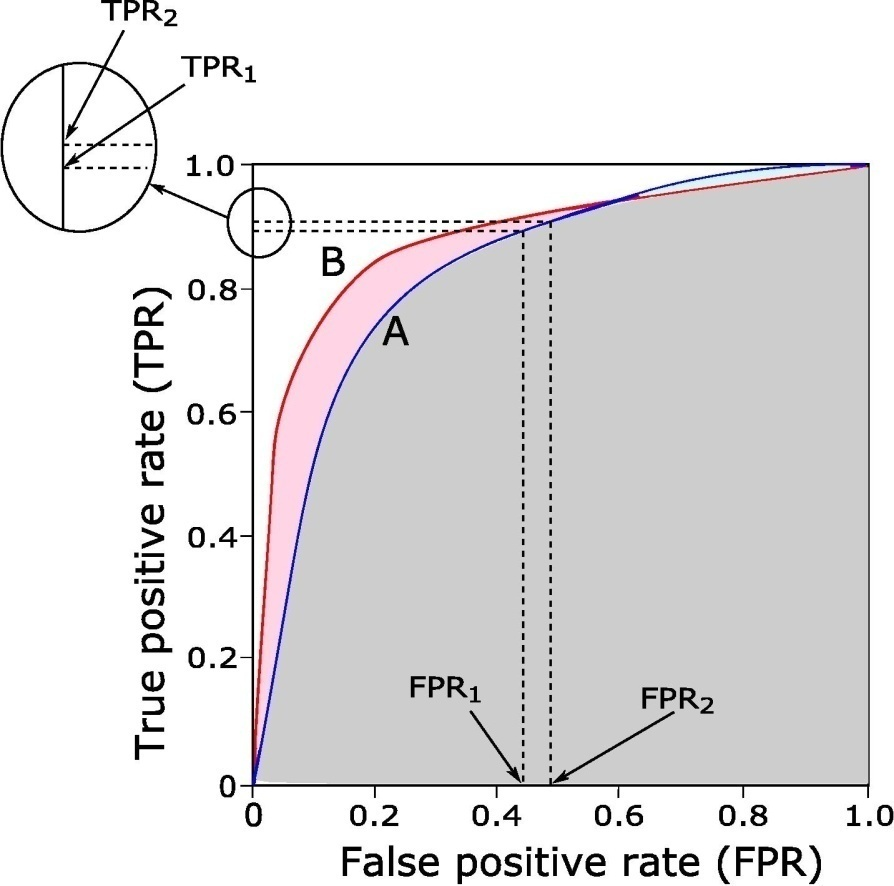 TPR₂
TPR₁
1.0
B
0.8
A
0.6
0.4
0.2
0
True positive rate (TPR)
FPR₁
FPR₂
0 0.2 0.4 0.6 0.8 1.0
False positive rate (FPR)